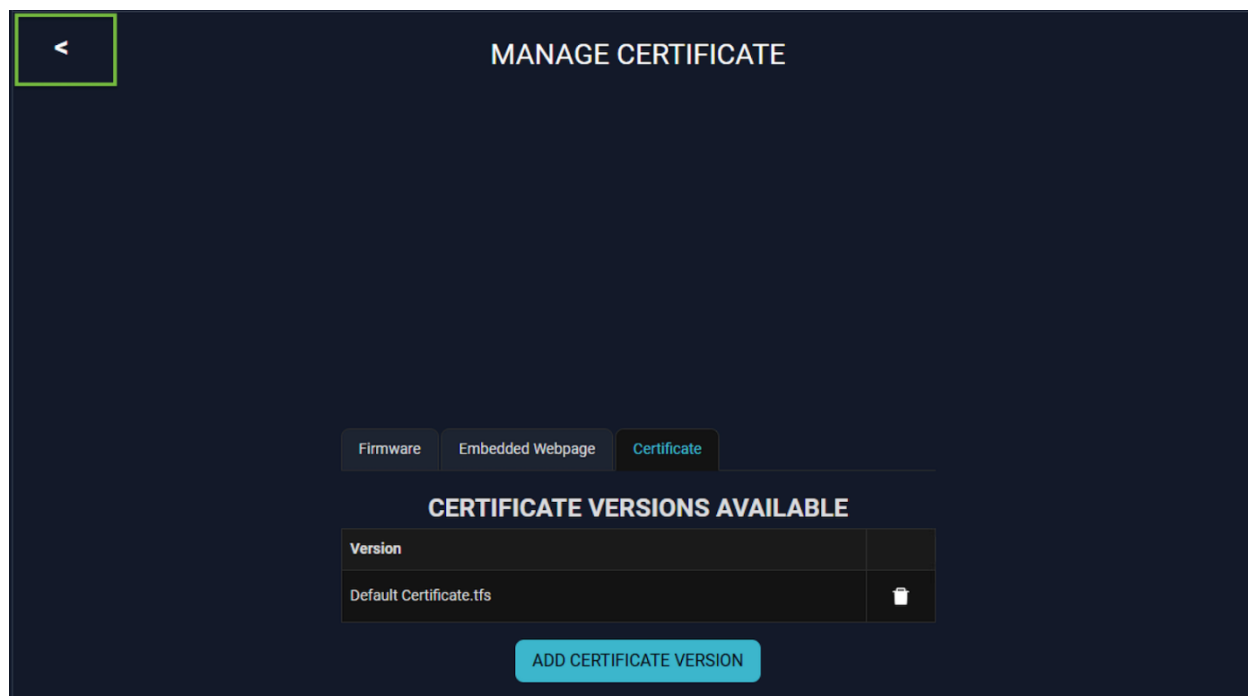 <
MANAGE CERTIFICATE
Firmware Embedded Webpage Certificate
CERTIFICATE VERSIONS AVAILABLE
Version
Default Certificate.tfs
ADD CERTIFICATE VERSION